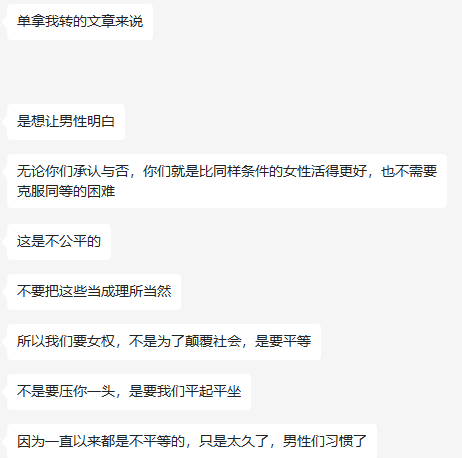 单拿我转的文章来说
是想让男性明白
无论你们承认与否，你们就是比同样条件的女性活得更好，也不需要
克服同等的困难
这是不公平的
不要把这些当成理所当然
所以我们要女权，不是为了颠覆社会，是要平等
不是要压你一头，是要我们平起平坐
因为一直以来都是不平等的，只是太久了，男性们习惯了